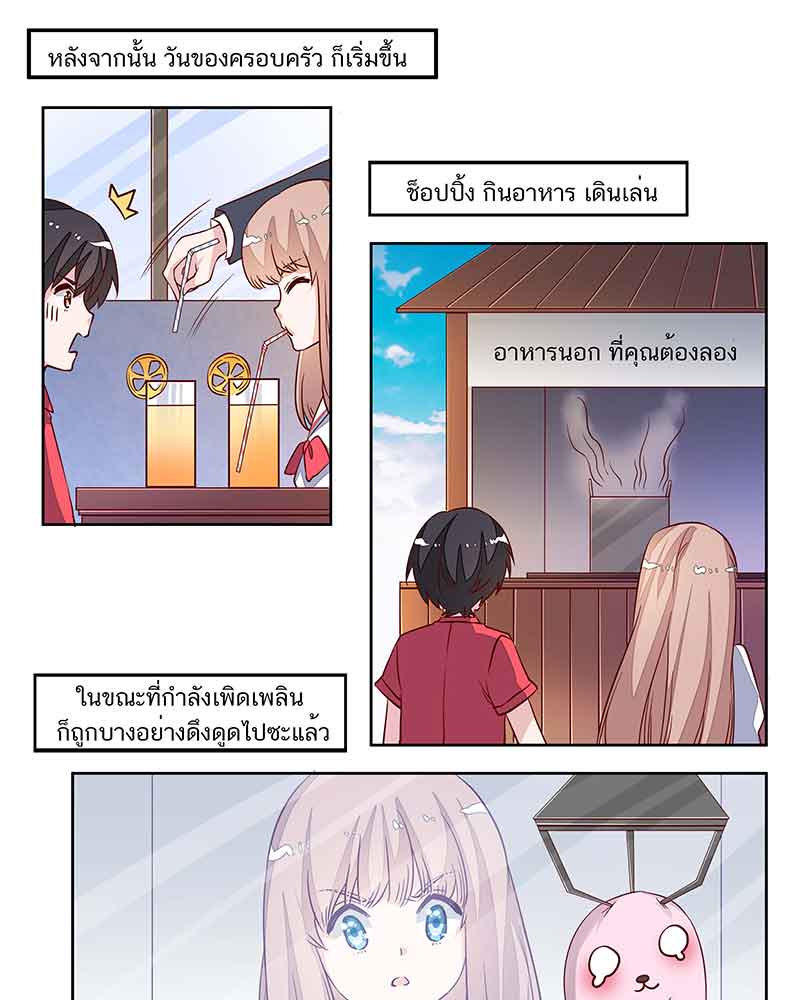 หลังจากนั้น วันของครอบครัว ก็เริ่มขึ้น
ช็อปปิ้ง กินอาหาร เดินเล่น
อาหารนอก ที่คุณต้องลอง
ในขณะที่กำลังเพิดเพลิน
ก็ถูกบางอย่างดึงดูดไปซะแล้ว